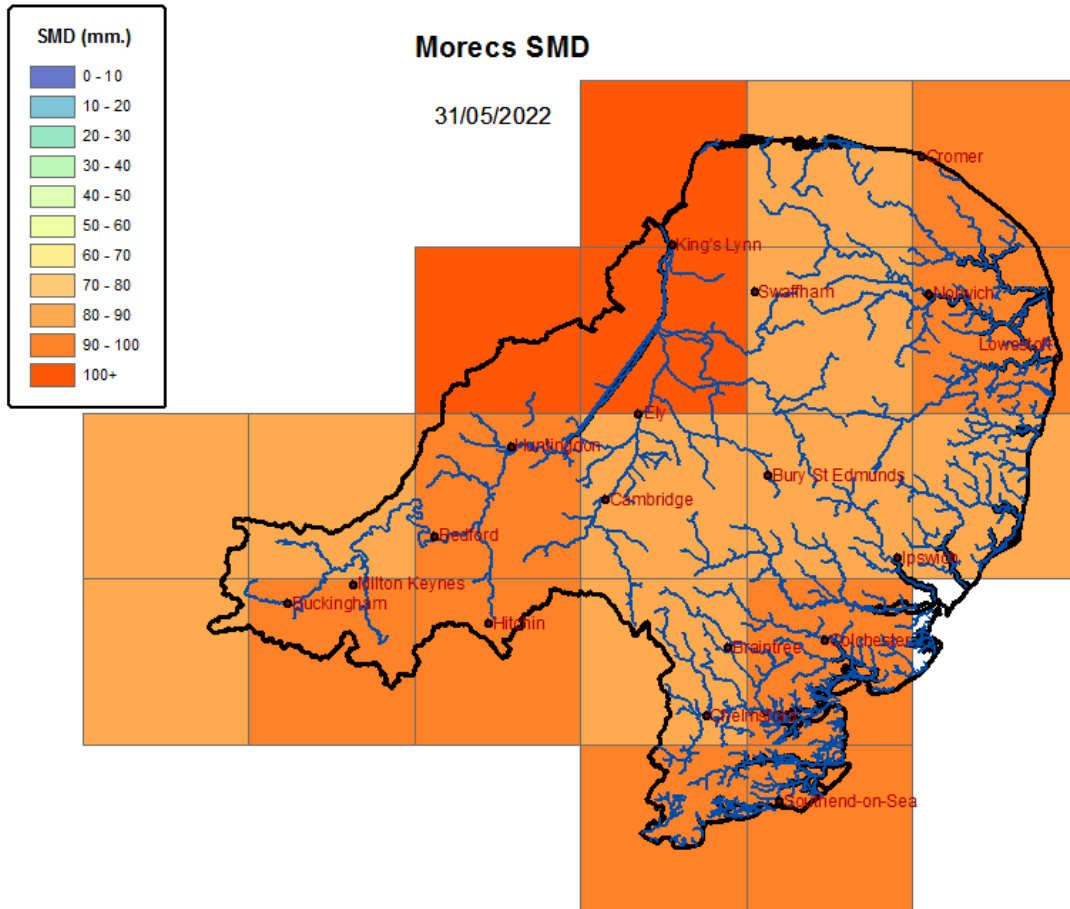 SMD (mm.)
0 - 10
10 - 20
20 - 30
30 - 40
40 - 50
50 - 60
60 - 70
70 - 80
80 - 90
90 - 100
100+
Morecs SMD
31/05/2022
Cromer
King's Lynn
Swaffham
Norwich
Lowestoft
Ely
Huntingdon
Bury St Edmunds
Cambridge
Bedford
Ipswich
Milton Keynes
Buckingham
Hitchin
Colchester
Braintree
Chelmsford
Southend-on-Sea